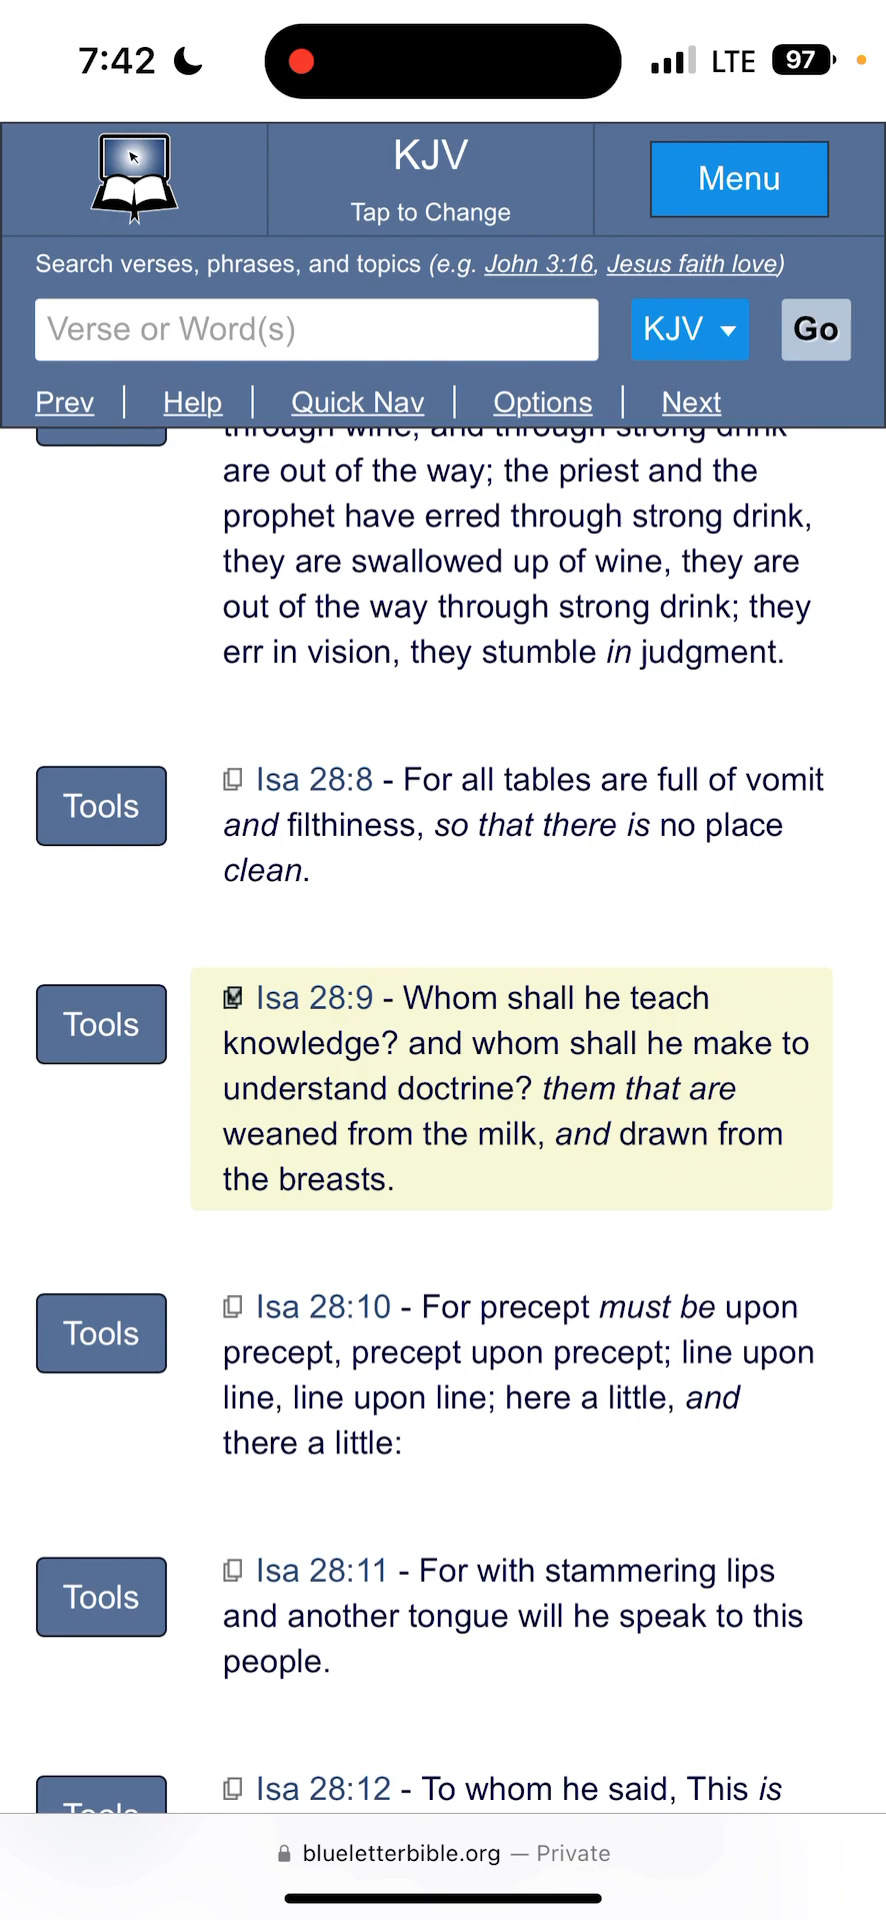 7:42
LTE
97
KJV
Tap to Change
Menu
Search verses, phrases, and topics (e.g. John 3:16, Jesus faith love)
Verse or Word(s)
KJV
Go
Prev | Help | Quick Nav | Options | Next
through wine, and through strong drink
are out of the way; the priest and the
prophet have erred through strong drink,
they are swallowed up of wine, they are
out of the way through strong drink; they
err in vision, they stumble in judgment.
Tools
Isa 28:8 - For all tables are full of vomit
and filthiness, so that there is no place
clean.
Tools
Isa 28:9 - Whom shall he teach
knowledge? and whom shall he make to
understand doctrine? them that are
weaned from the milk, and drawn from
the breasts.
Tools
Isa 28:10 - For precept must be upon
precept, precept upon precept; line upon
line, line upon line; here a little, and
there a little:
Tools
Isa 28:11 - For with stammering lips
and another tongue will he speak to this
people.
Tools
Isa 28:12 - To whom he said, This is
blueletterbible.org — Private